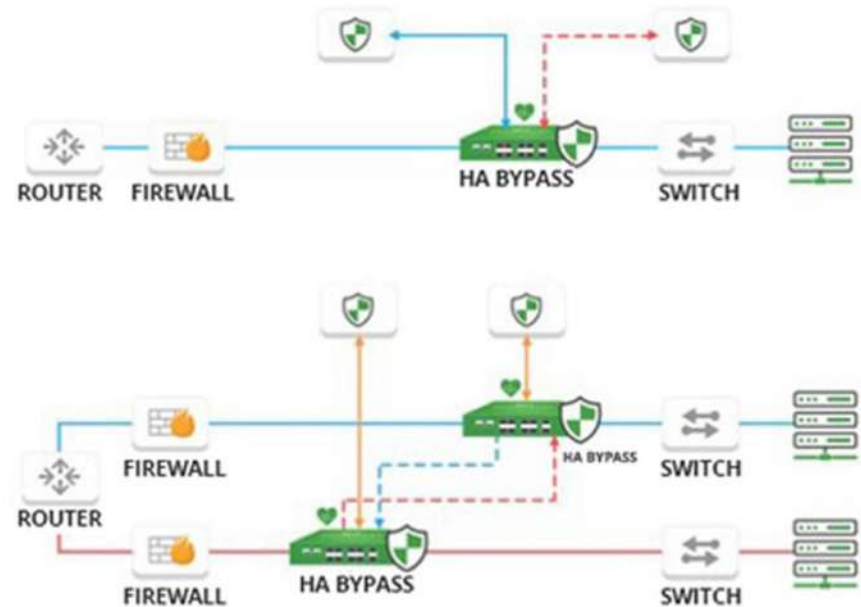 ROUTER
FIREWALL
HA BYPASS
SWITCH
FIREWALL
HA BYPASS
SWITCH
ROUTER
FIREWALL
HA BYPASS
SWITCH